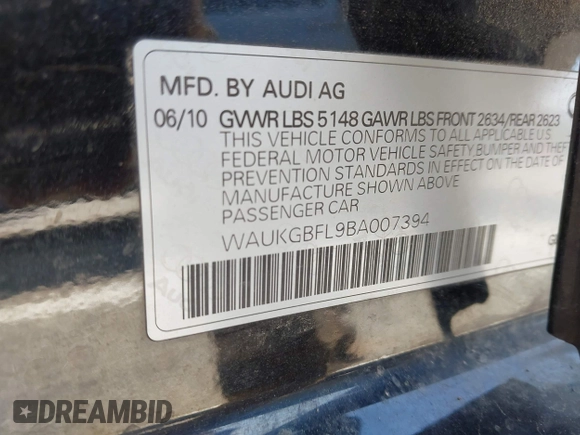 MFD. BY AUDI AG
06/10 GVWR LBS 5148 GAWR LBS FRONT 2634/REAR 2623
THIS VEHICLE CONFORMS TO ALL APPLICABLE U.S.
FEDERAL MOTOR VEHICLE SAFETY BUMPER AND THEFT
PREVENTION STANDARDS IN EFFECT ON THE DATE OF
MANUFACTURE SHOWN ABOVE
PASSENGER CAR
WAUKGBFL9BA007394
DREAMBID